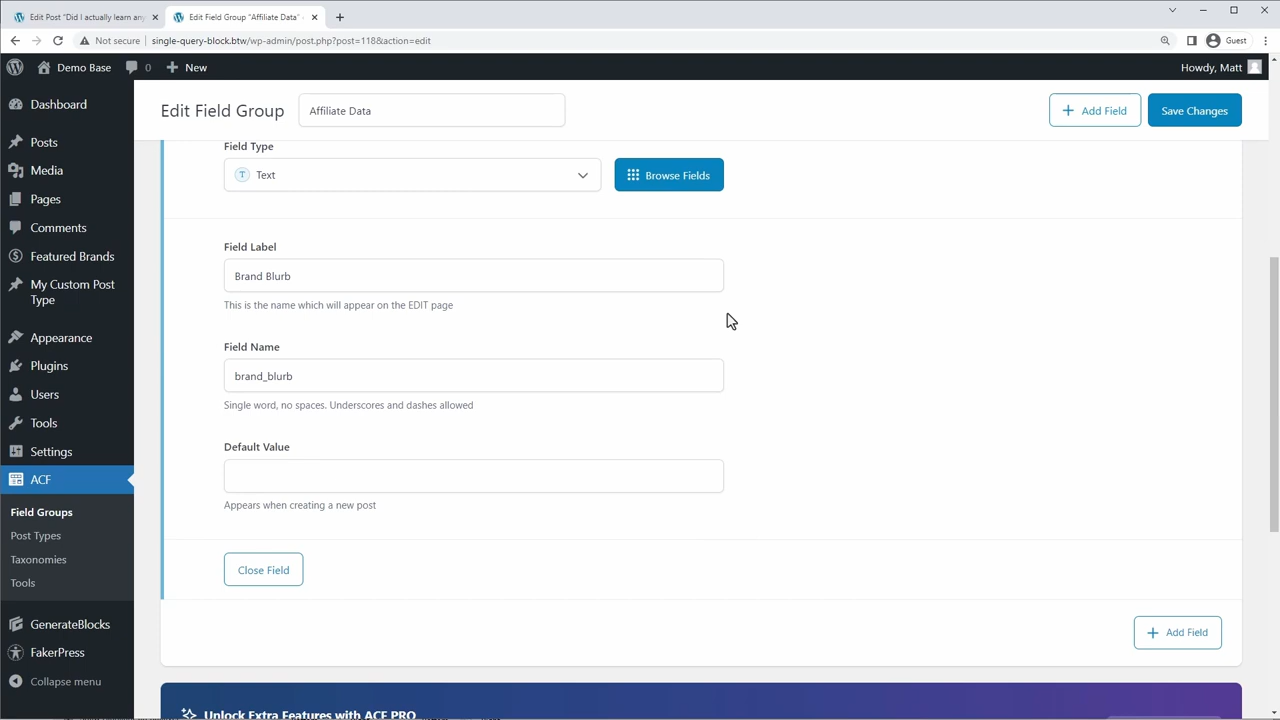 Edit Post "Did I actually learn any
Edit Field Group "Affiliate Data"
Not secure
single-query-block.btw/wp-admin/post.php?post=118&action=edit
Guest
Demo Base
0
New
Howdy, Matt
Dashboard
Posts
Media
Pages
Comments
Featured Brands
My Custom Post
Type
Appearance
Plugins
Users
Tools
Settings
ACF
Field Groups
Post Types
Taxonomies
Tools
GenerateBlocks
FakerPress
Collapse menu
Edit Field Group
Affiliate Data
Add Field
Save Changes
Field Type
T
Text
Browse Fields
Field Label
Brand Blurb
This is the name which will appear on the EDIT page
Field Name
brand_blurb
Single word, no spaces. Underscores and dashes allowed
Default Value
Appears when creating a new post
Close Field
Add Field
Unlock Extra Features with ACF PRO